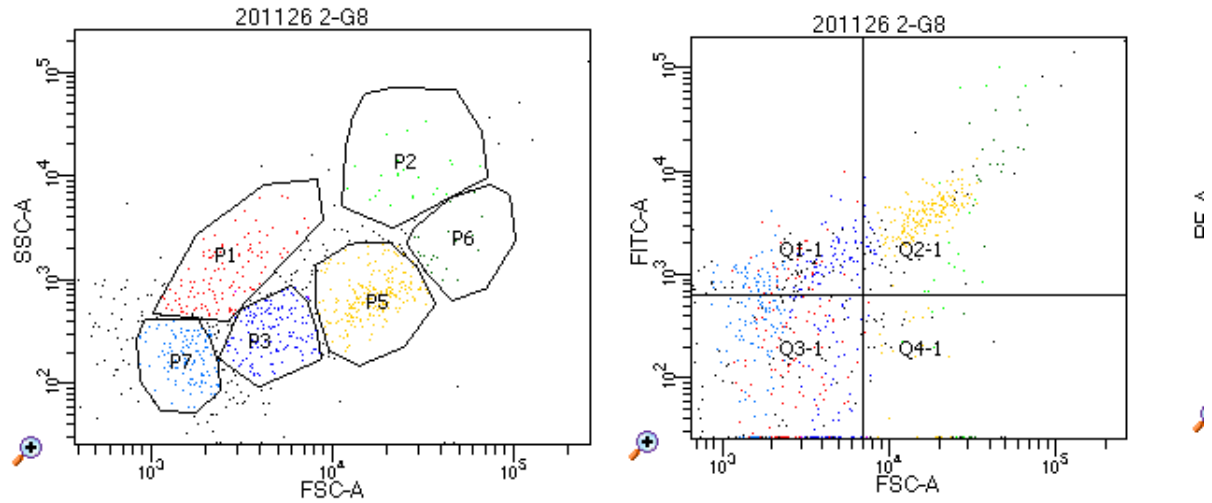 201126 2-G8
SSC-A
10^5
10^4
10^3
10^2
P2
P1
P6
P5
P3
P7
10^3
10^4
10^5
FSC-A
201126 2-G8
FITC-A
10^5
10^4
10^3
10^2
Q1-1
Q2-1
Q3-1
Q4-1
10^3
10^4
10^5
FSC-A